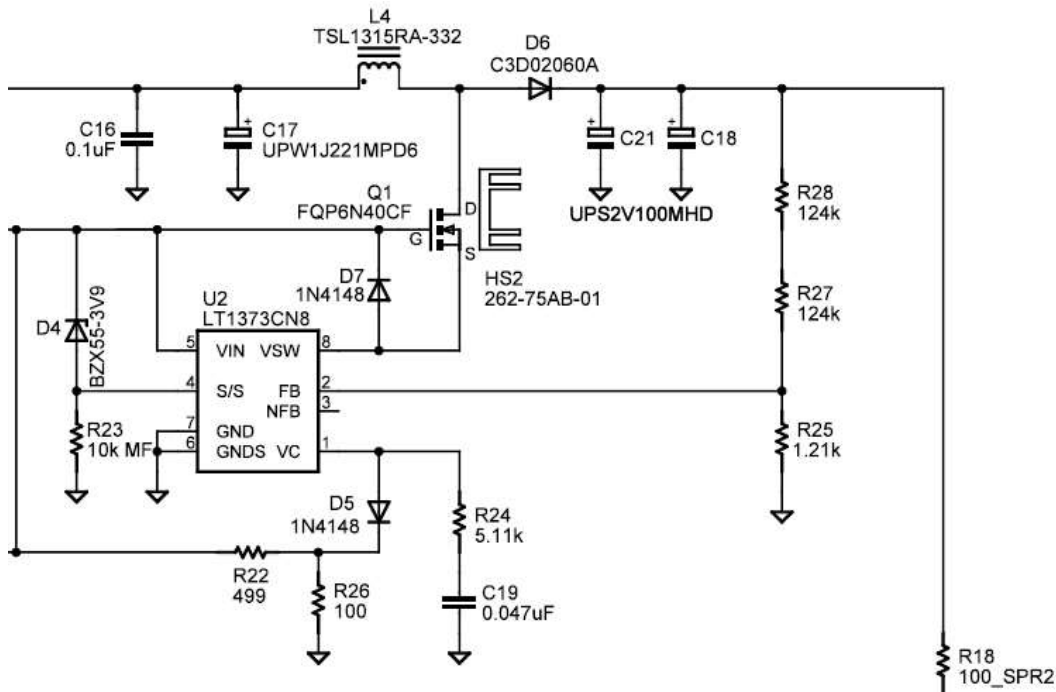 L4
TSL1315RA-332
D6
C3D02060A
C16
0.1uF
+
C17
UPW1J221MPD6
+
C21
+
C18
UPS2V100MHD
Q1
FQP6N40CF
D
G
S
HS2
262-75AB-01
R28
124k
R27
124k
D7
1N4148
D4
BZX55-3V9
U2
LT1373CN8
5
VIN
VSW
8
4
S/S
FB
2
NFB
3
7
GND
6
GNDS
VC
1
R23
10k MF
R25
1.21k
D5
1N4148
R24
5.11k
R22
499
R26
100
C19
0.047uF
R18
100_SPR2